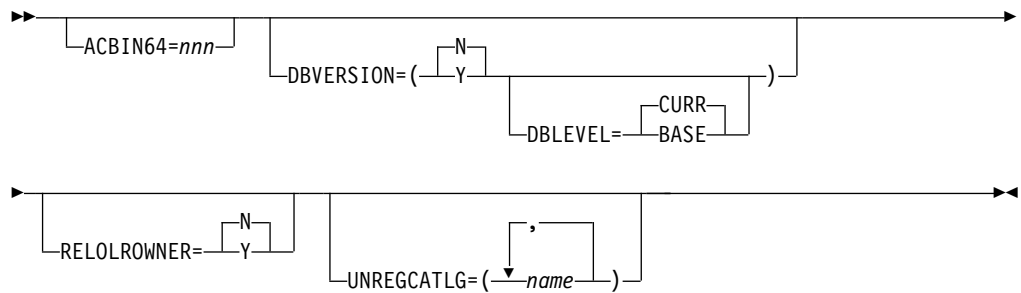 ACBIN64=nnn
N
DBVERSION=( Y )
CURR
DBLEVEL= BASE
N
RELOLROWNER= Y
,
UNREGCATLG=( name )